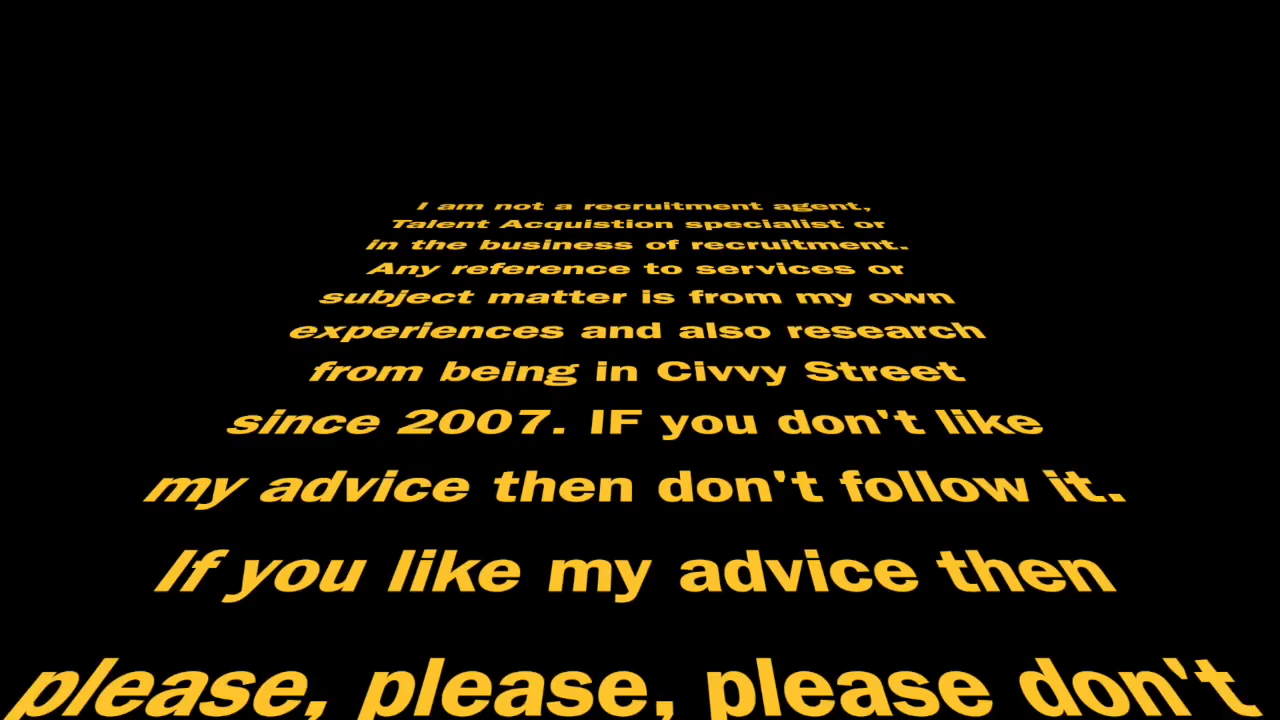 I am not a recruitment agent,
Talent Acquistion specialist or
in the business of recruitment.
Any reference to services or
subject matter is from my own
experiences and also research
from being in Civvy Street
since 2007. IF you don't like
my advice then don't follow it.
If you like my advice then
please, please, please don't